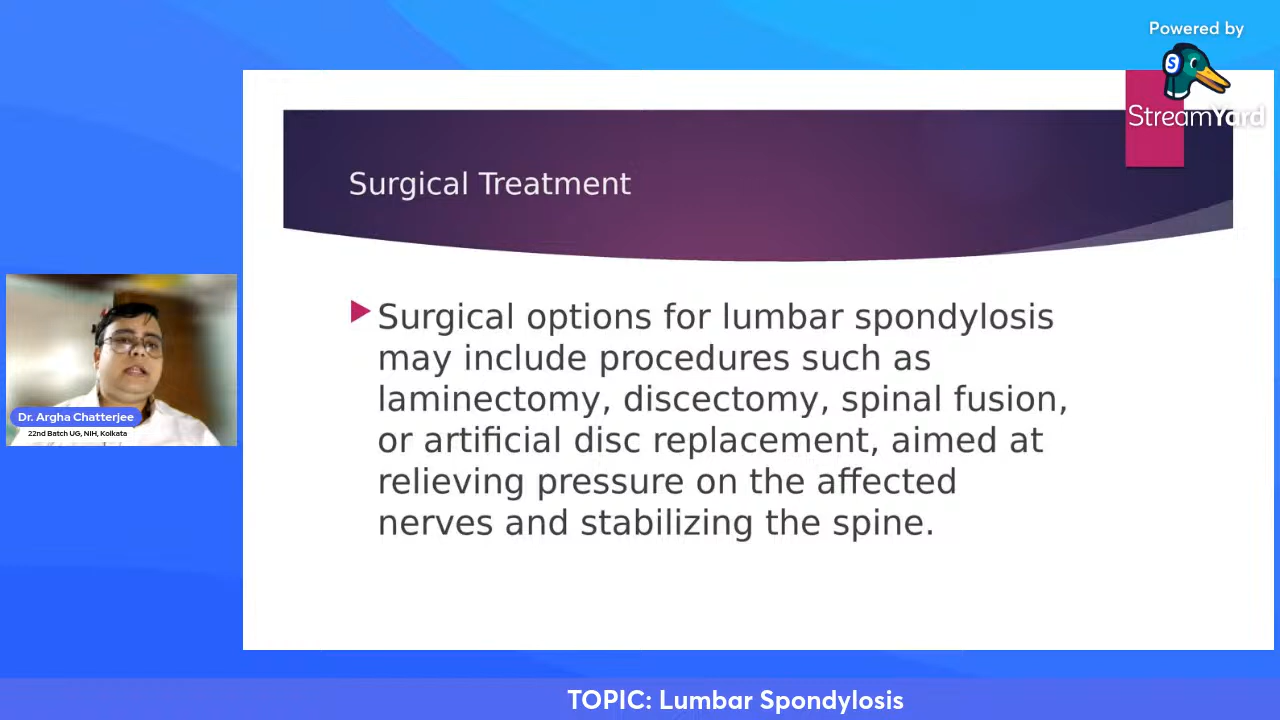 Powered by
StreamYard
Surgical Treatment
Surgical options for lumbar spondylosis
may include procedures such as
laminectomy, discectomy, spinal fusion,
or artificial disc replacement, aimed at
relieving pressure on the affected
nerves and stabilizing the spine.
Dr. Argha Chatterjee
22nd Batch UG, NIH, Kolkata
TOPIC: Lumbar Spondylosis